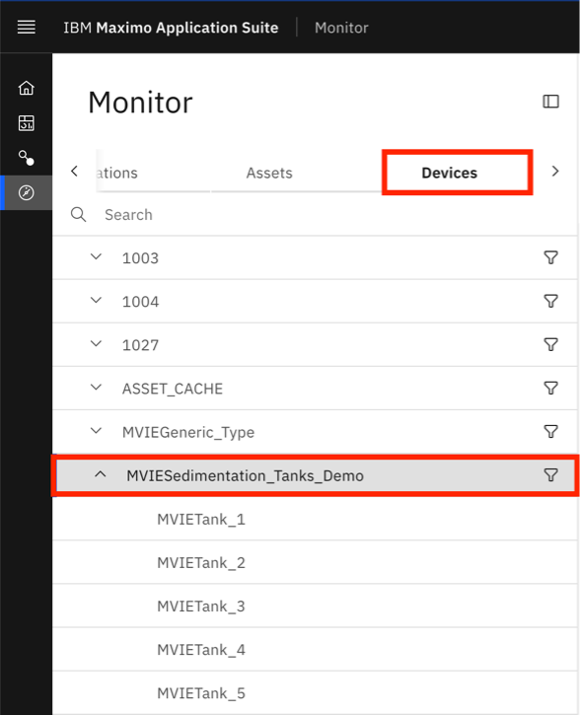 IBM Maximo Application Suite Monitor
Monitor
ations Assets Devices
Search
1003
1004
1027
ASSET_CACHE
MVIEGeneric_Type
MVIESedimentation_Tanks_Demo
MVIETank_1
MVIETank_2
MVIETank_3
MVIETank_4
MVIETank_5